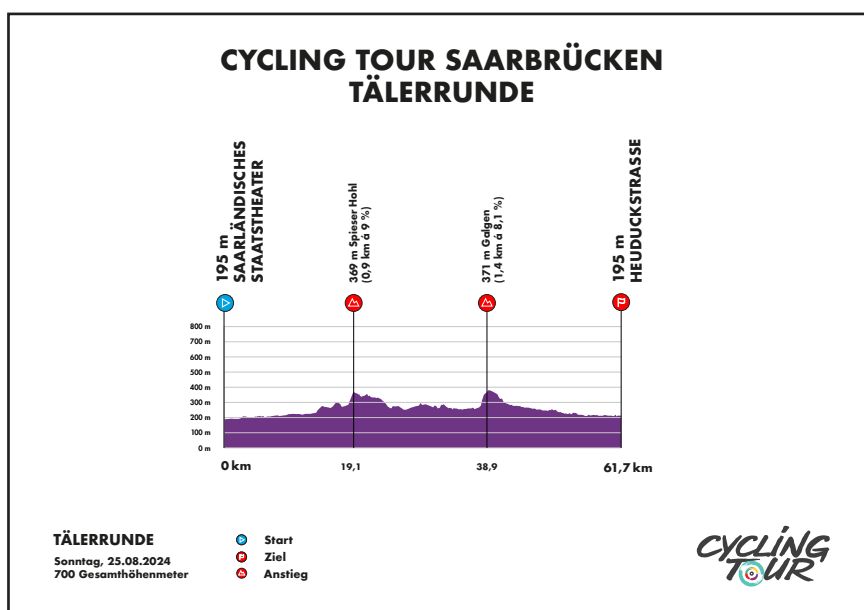 CYCLING TOUR SAARBRÜCKEN
TÄLERRUNDE
195 m
SAARLÄNDISCHES
STAATSTHEATER
369 m Spieser Hohl
(0,9 km á 9 %)
371 m Galgen
(1,4 km á 8,1 %)
195 m
HEUDUCKSTRASSE
800 m
700 m
600 m
500 m
400 m
300 m
200 m
100 m
0 m
0 km
19,1
38,9
61,7 km
TÄLERRUNDE
Sonntag, 25.08.2024
700 Gesamthöhenmeter
Start
Ziel
Anstieg
CYCLING
TOUR